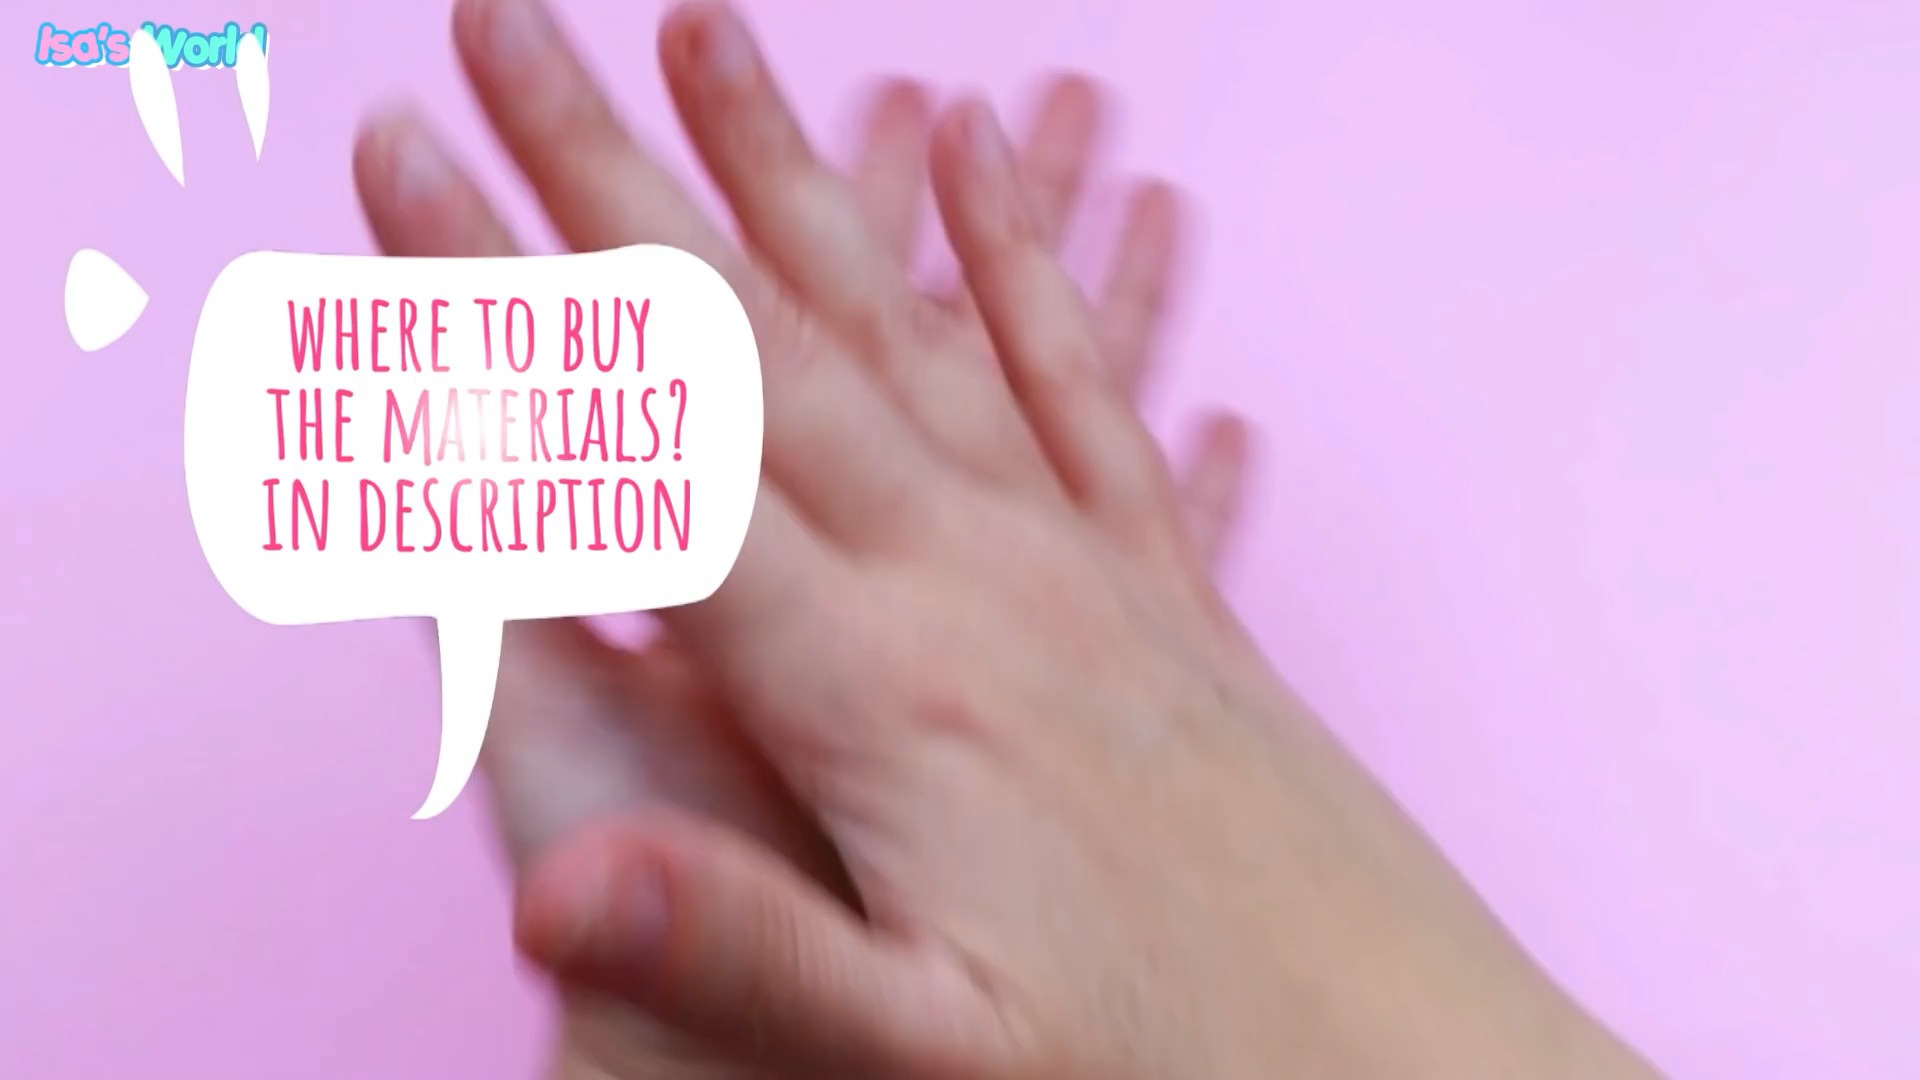 Isa's World
WHERE TO BUY
THE MATERIALS?
IN DESCRIPTION